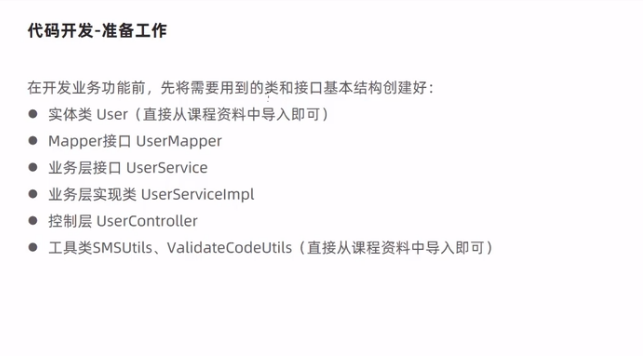 代码开发-准备工作
在开发业务功能前，先将需要用到的类和接口基本结构创建好：
● 实体类 User（直接从课程资料中导入即可）
● Mapper接口 UserMapper
● 业务层接口 UserService
● 业务层实现类 UserServiceImpl
● 控制层 UserController
● 工具类SMSUtils、ValidateCodeUtils（直接从课程资料中导入即可）